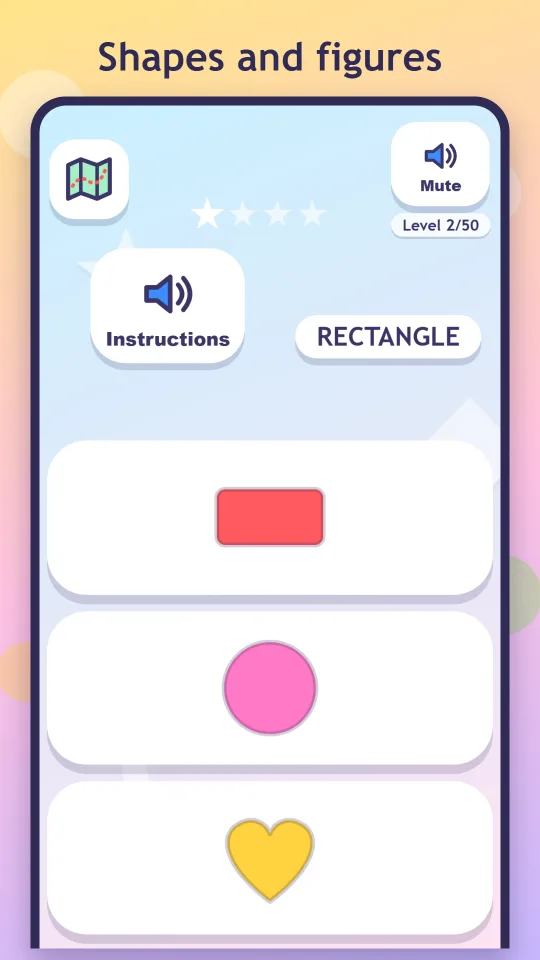 Shapes and figures
Mute
Level 2/50
Instructions
RECTANGLE